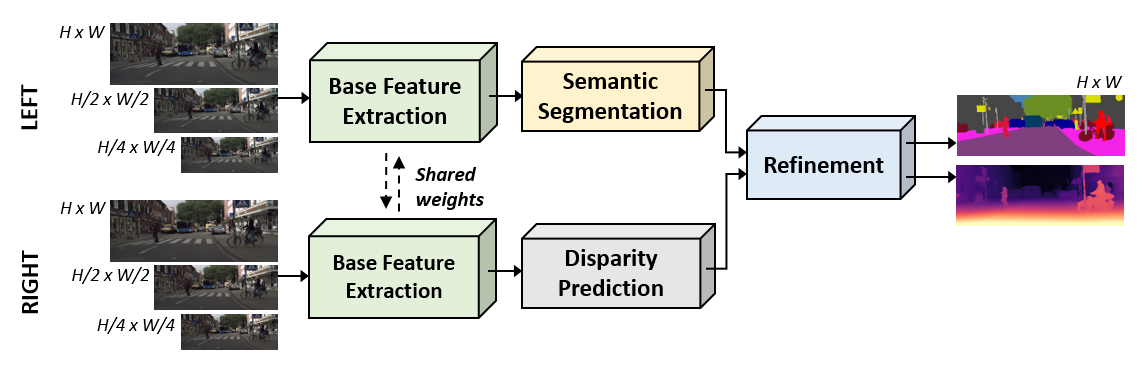 LEFT
H x W
H/2 x W/2
H/4 x W/4
Base Feature
Extraction
Semantic
Segmentation
Shared
weights
RIGHT
H x W
H/2 x W/2
H/4 x W/4
Base Feature
Extraction
Disparity
Prediction
Refinement
H x W